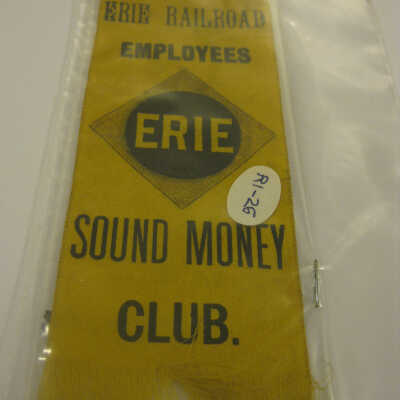 ERIE RAILROAD
EMPLOYEES
ERIE
R1-26
SOUND MONEY
CLUB.